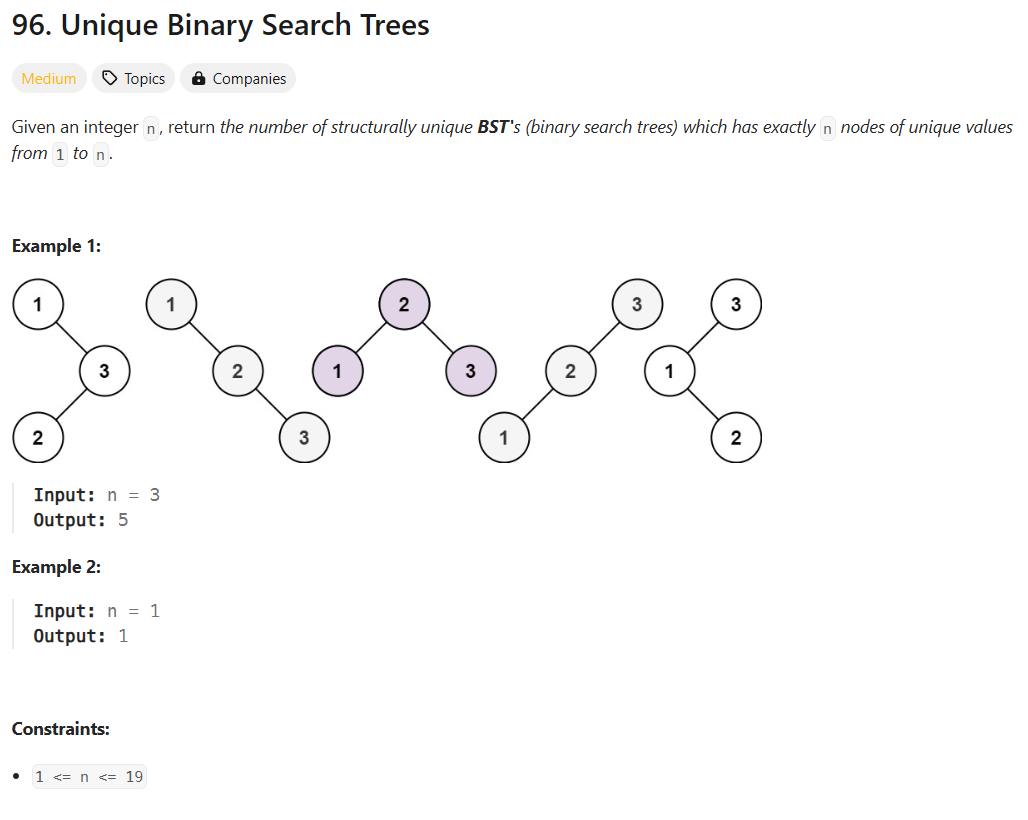 96. Unique Binary Search Trees
Medium Topics Companies
Given an integer n, return the number of structurally unique BST's (binary search trees) which has exactly n nodes of unique values
from 1 to n.
Example 1:
1 1 2 3 3
3 2 1 3 2 1
2 3 1 2
Input: n = 3
Output: 5
Example 2:
Input: n = 1
Output: 1
Constraints:
• 1 <= n <= 19